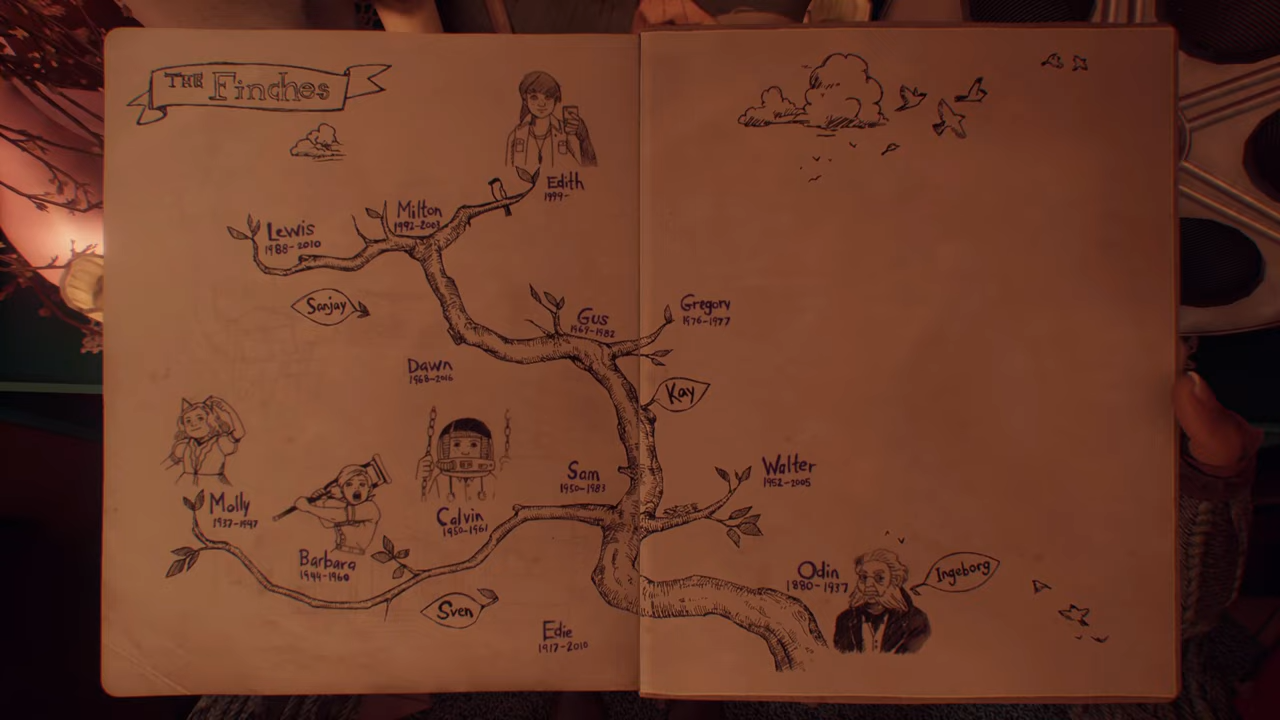 THE Finches
Edith
1999-
Milton
1992-2003
Lewis
1988-2010
Sanjay
Gus
1969-1982
Gregory
1976-1977
Dawn
1968-2016
Kay
Sam
1950-1983
Walter
1952-2005
Molly
1937-1947
Calvin
1950-1961
Barbara
1944-1960
Sven
Odin
1880-1937
Ingeborg
Edie
1917-2010